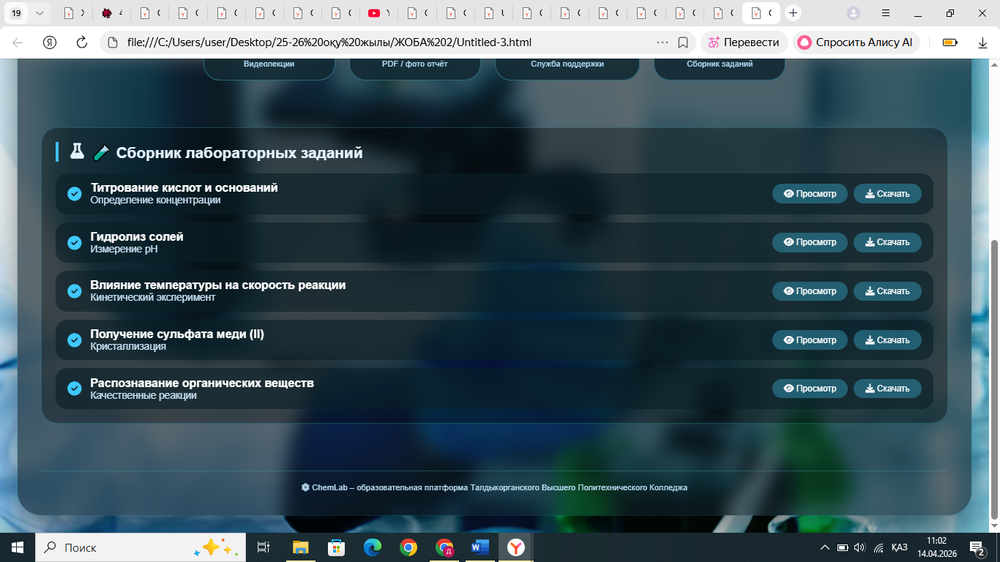 19
file:///C:/Users/user/Desktop/25-26%20оқу%20жылы/ЖОБА%202/Untitled-3.html
Перевести
Спросить Алису AI
Видеолекции
PDF / фото отчёт
Служба поддержки
Сборник заданий
Сборник лабораторных заданий
Титрование кислот и оснований
Определение концентрации
Просмотр
Скачать
Гидролиз солей
Измерение pH
Просмотр
Скачать
Влияние температуры на скорость реакции
Кинетический эксперимент
Просмотр
Скачать
Получение сульфата меди (II)
Кристаллизация
Просмотр
Скачать
Распознавание органических веществ
Качественные реакции
Просмотр
Скачать
ChemLab – образовательная платформа Талдыкорганского Высшего Политехнического Колледжа
Поиск
ҚАЗ
11:02
14.04.2026
2